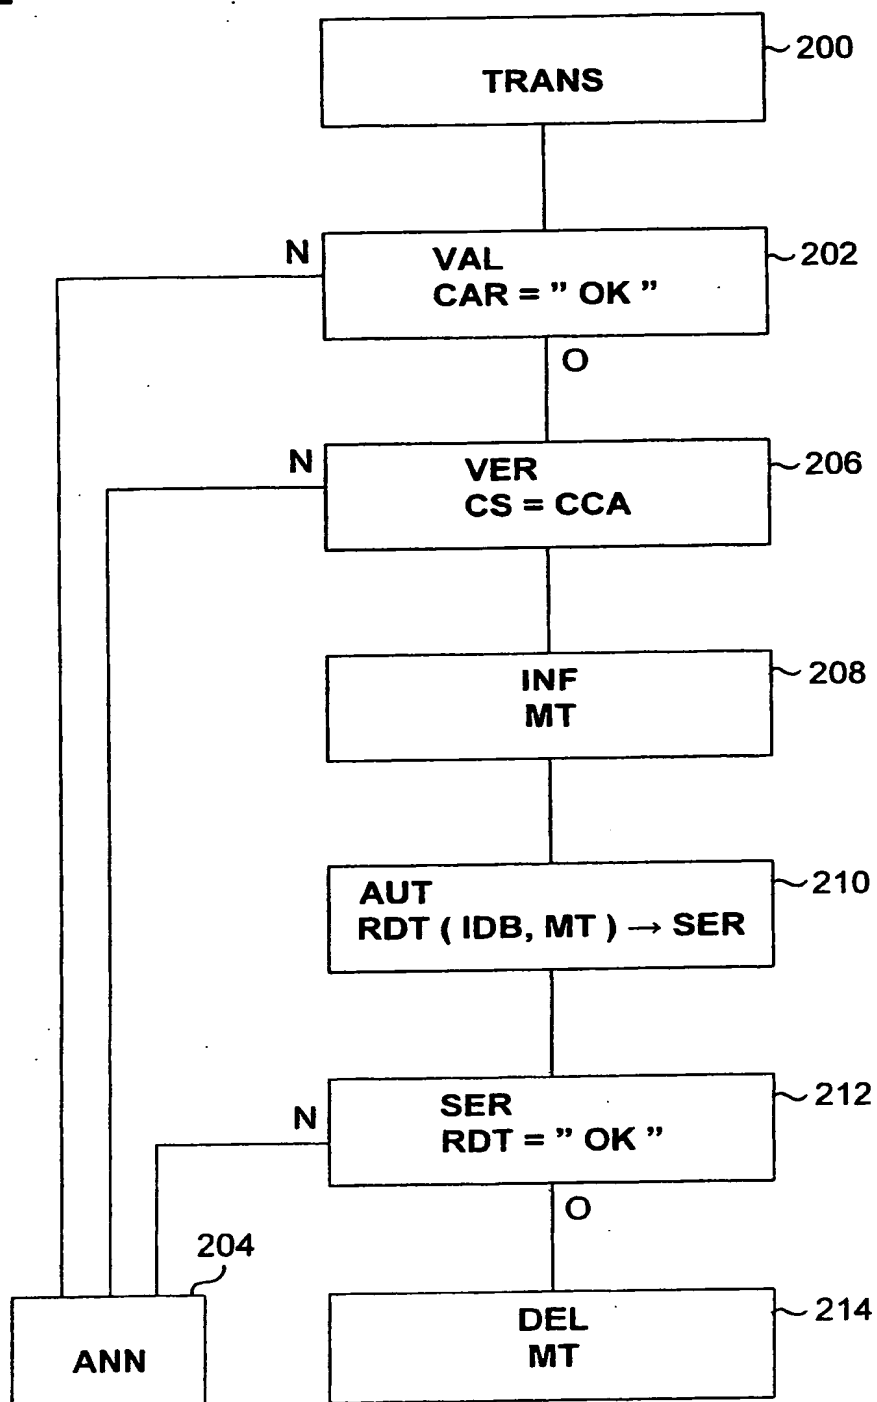 200
TRANS
N
VAL
202
CAR = " OK "
O
N
VER
206
CS = CCA
INF
208
MT
AUT
210
RDT ( IDB, MT ) → SER
N
SER
212
RDT = " OK "
O
204
DEL
214
MT
ANN